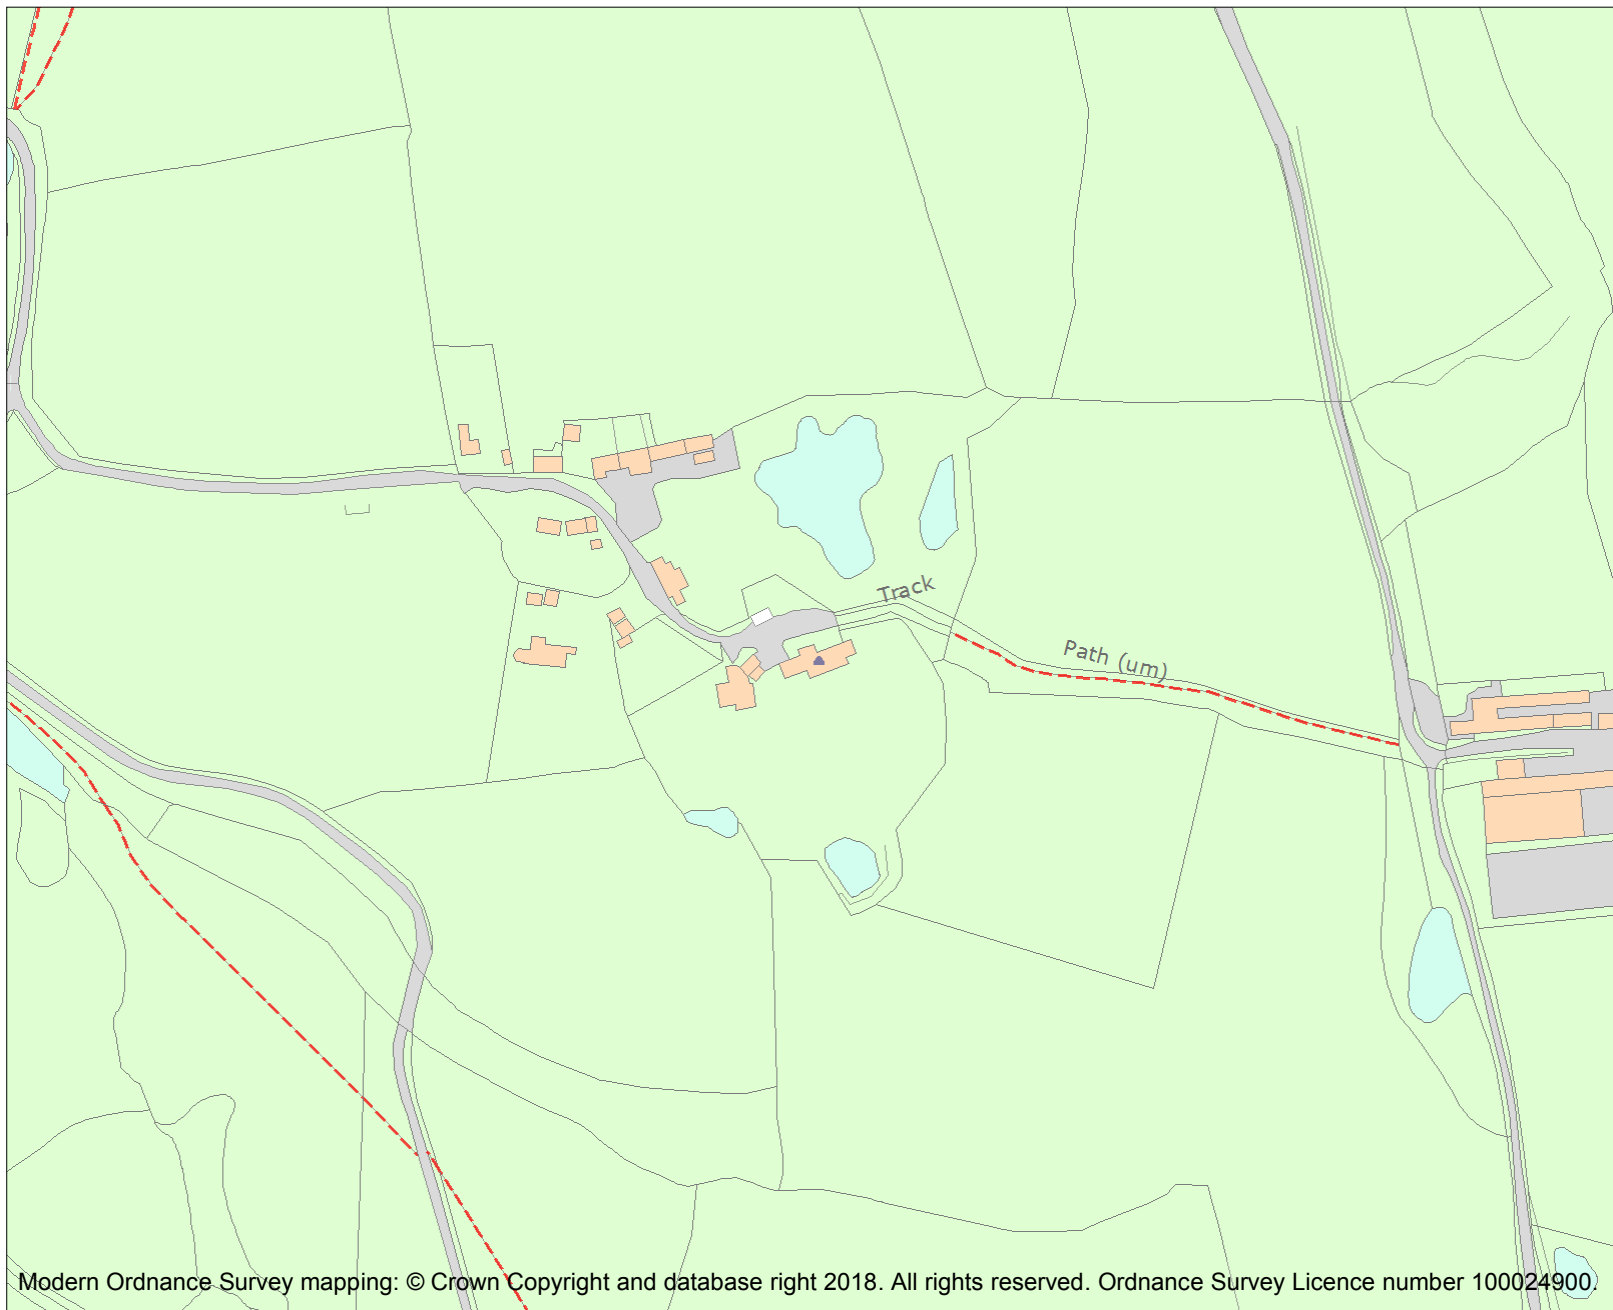 Track
Path (um)
Modern Ordnance Survey mapping: © Crown Copyright and database right 2018. All rights reserved. Ordnance Survey Licence number 100024900.